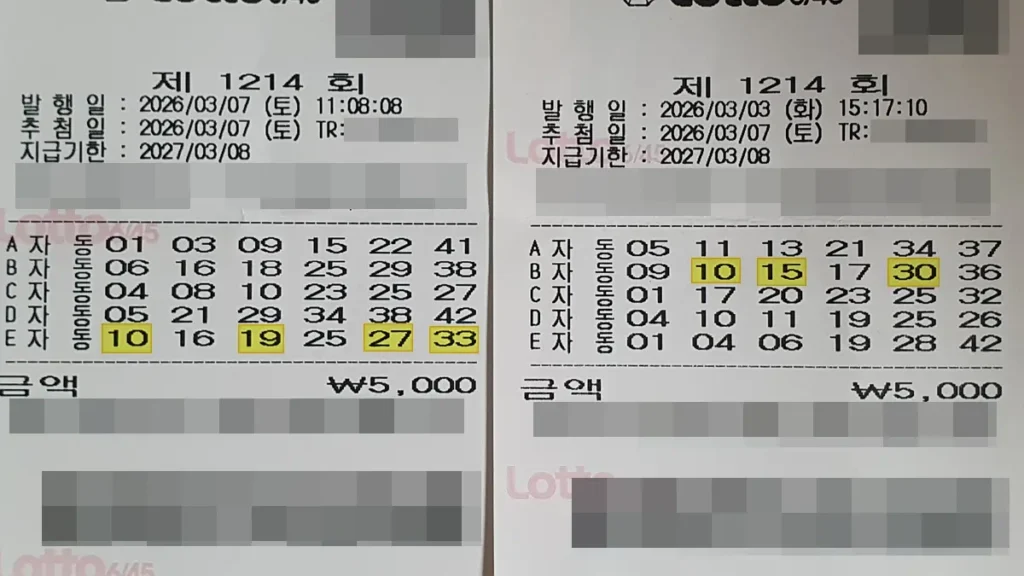 제 1214 회
발 행 일 : 2026/03/07 (토) 11:08:08
추 첨 일 : 2026/03/07 (토) TR:
지급기한 : 2027/03/08
Lotto 6/45
A 자 동 01 03 09 15 22 41
B 자 동 06 16 18 25 29 38
C 자 동 04 08 10 23 25 27
D 자 동 05 21 29 34 38 42
E 자 동 10 16 19 25 27 33
금액 ₩5,000
Lotto 6/45
제 1214 회
발 행 일 : 2026/03/03 (화) 15:17:10
추 첨 일 : 2026/03/07 (토) TR:
지급기한 : 2027/03/08
A 자 동 05 11 13 21 34 37
B 자 동 09 10 15 17 30 36
C 자 동 01 17 20 23 25 32
D 자 동 04 10 11 19 25 26
E 자 동 01 04 06 19 28 42
금액 ₩5,000
Lotto